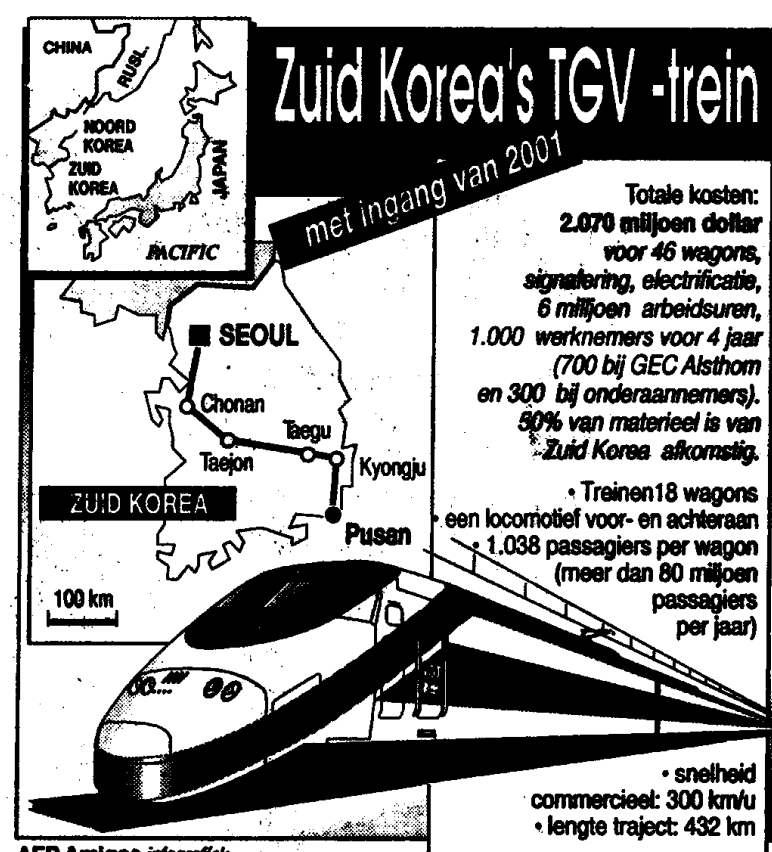 Zuid Korea's TGV -trein
met ingang van 2001
CHINA
RUSL.
NOORD
KOREA
ZUID
KOREA
JAPAN
PACIFIC
SEOUL
Chonan
Taejon
Taegu
Kyongju
Pusan
ZUID KOREA
100 km
Totale kosten:
2.070 miljoen dollar
voor 46 wagons,
signalering, electrificatie,
6 milljoen arbeidsuren,
1.000 werknemers voor 4 jaar
(700 bij GEC Alsthom
en 300 bij onderaannemers).
50% van materieel is van
Zuid Korea afkomstig.
• Treinen18 wagons
• een locomotief voor- en achteraan
• 1.038 passagiers per wagon
(meer dan 80 miljoen
passagiers
per jaar)
• snelheid
commercieel: 300 km/u
• lengte traject: 432 km
AFP Amigoe infografiek